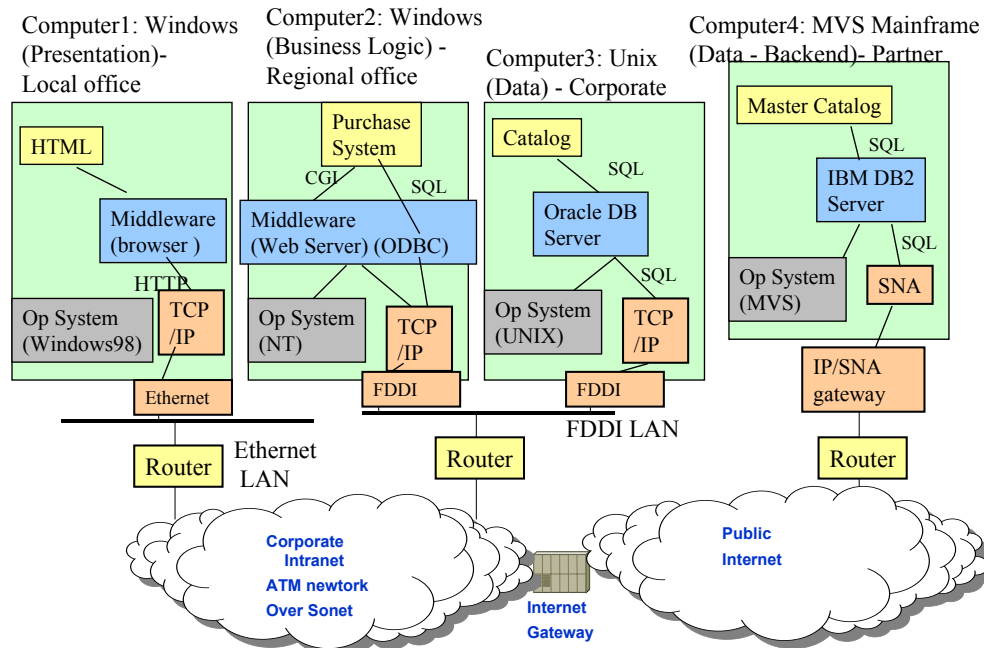 Computer1: Windows
(Presentation)-
Local office
Computer2: Windows
(Business Logic) -
Regional office
Computer3: Unix
(Data) - Corporate
Computer4: MVS Mainframe
(Data - Backend)- Partner
HTML
Middleware
(browser )
HTTP
Op System
(Windows98)
TCP
/IP
Ethernet
Purchase
System
CGI
SQL
Middleware
(Web Server) (ODBC)
Op System
(NT)
TCP
/IP
FDDI
Catalog
SQL
Oracle DB
Server
SQL
Op System
(UNIX)
TCP
/IP
FDDI
Master Catalog
SQL
IBM DB2
Server
SQL
Op System
(MVS)
SNA
IP/SNA
gateway
Ethernet
LAN
FDDI LAN
Router
Router
Router
Corporate
Intranet
ATM newtork
Over Sonet
Internet
Gateway
Public
Internet